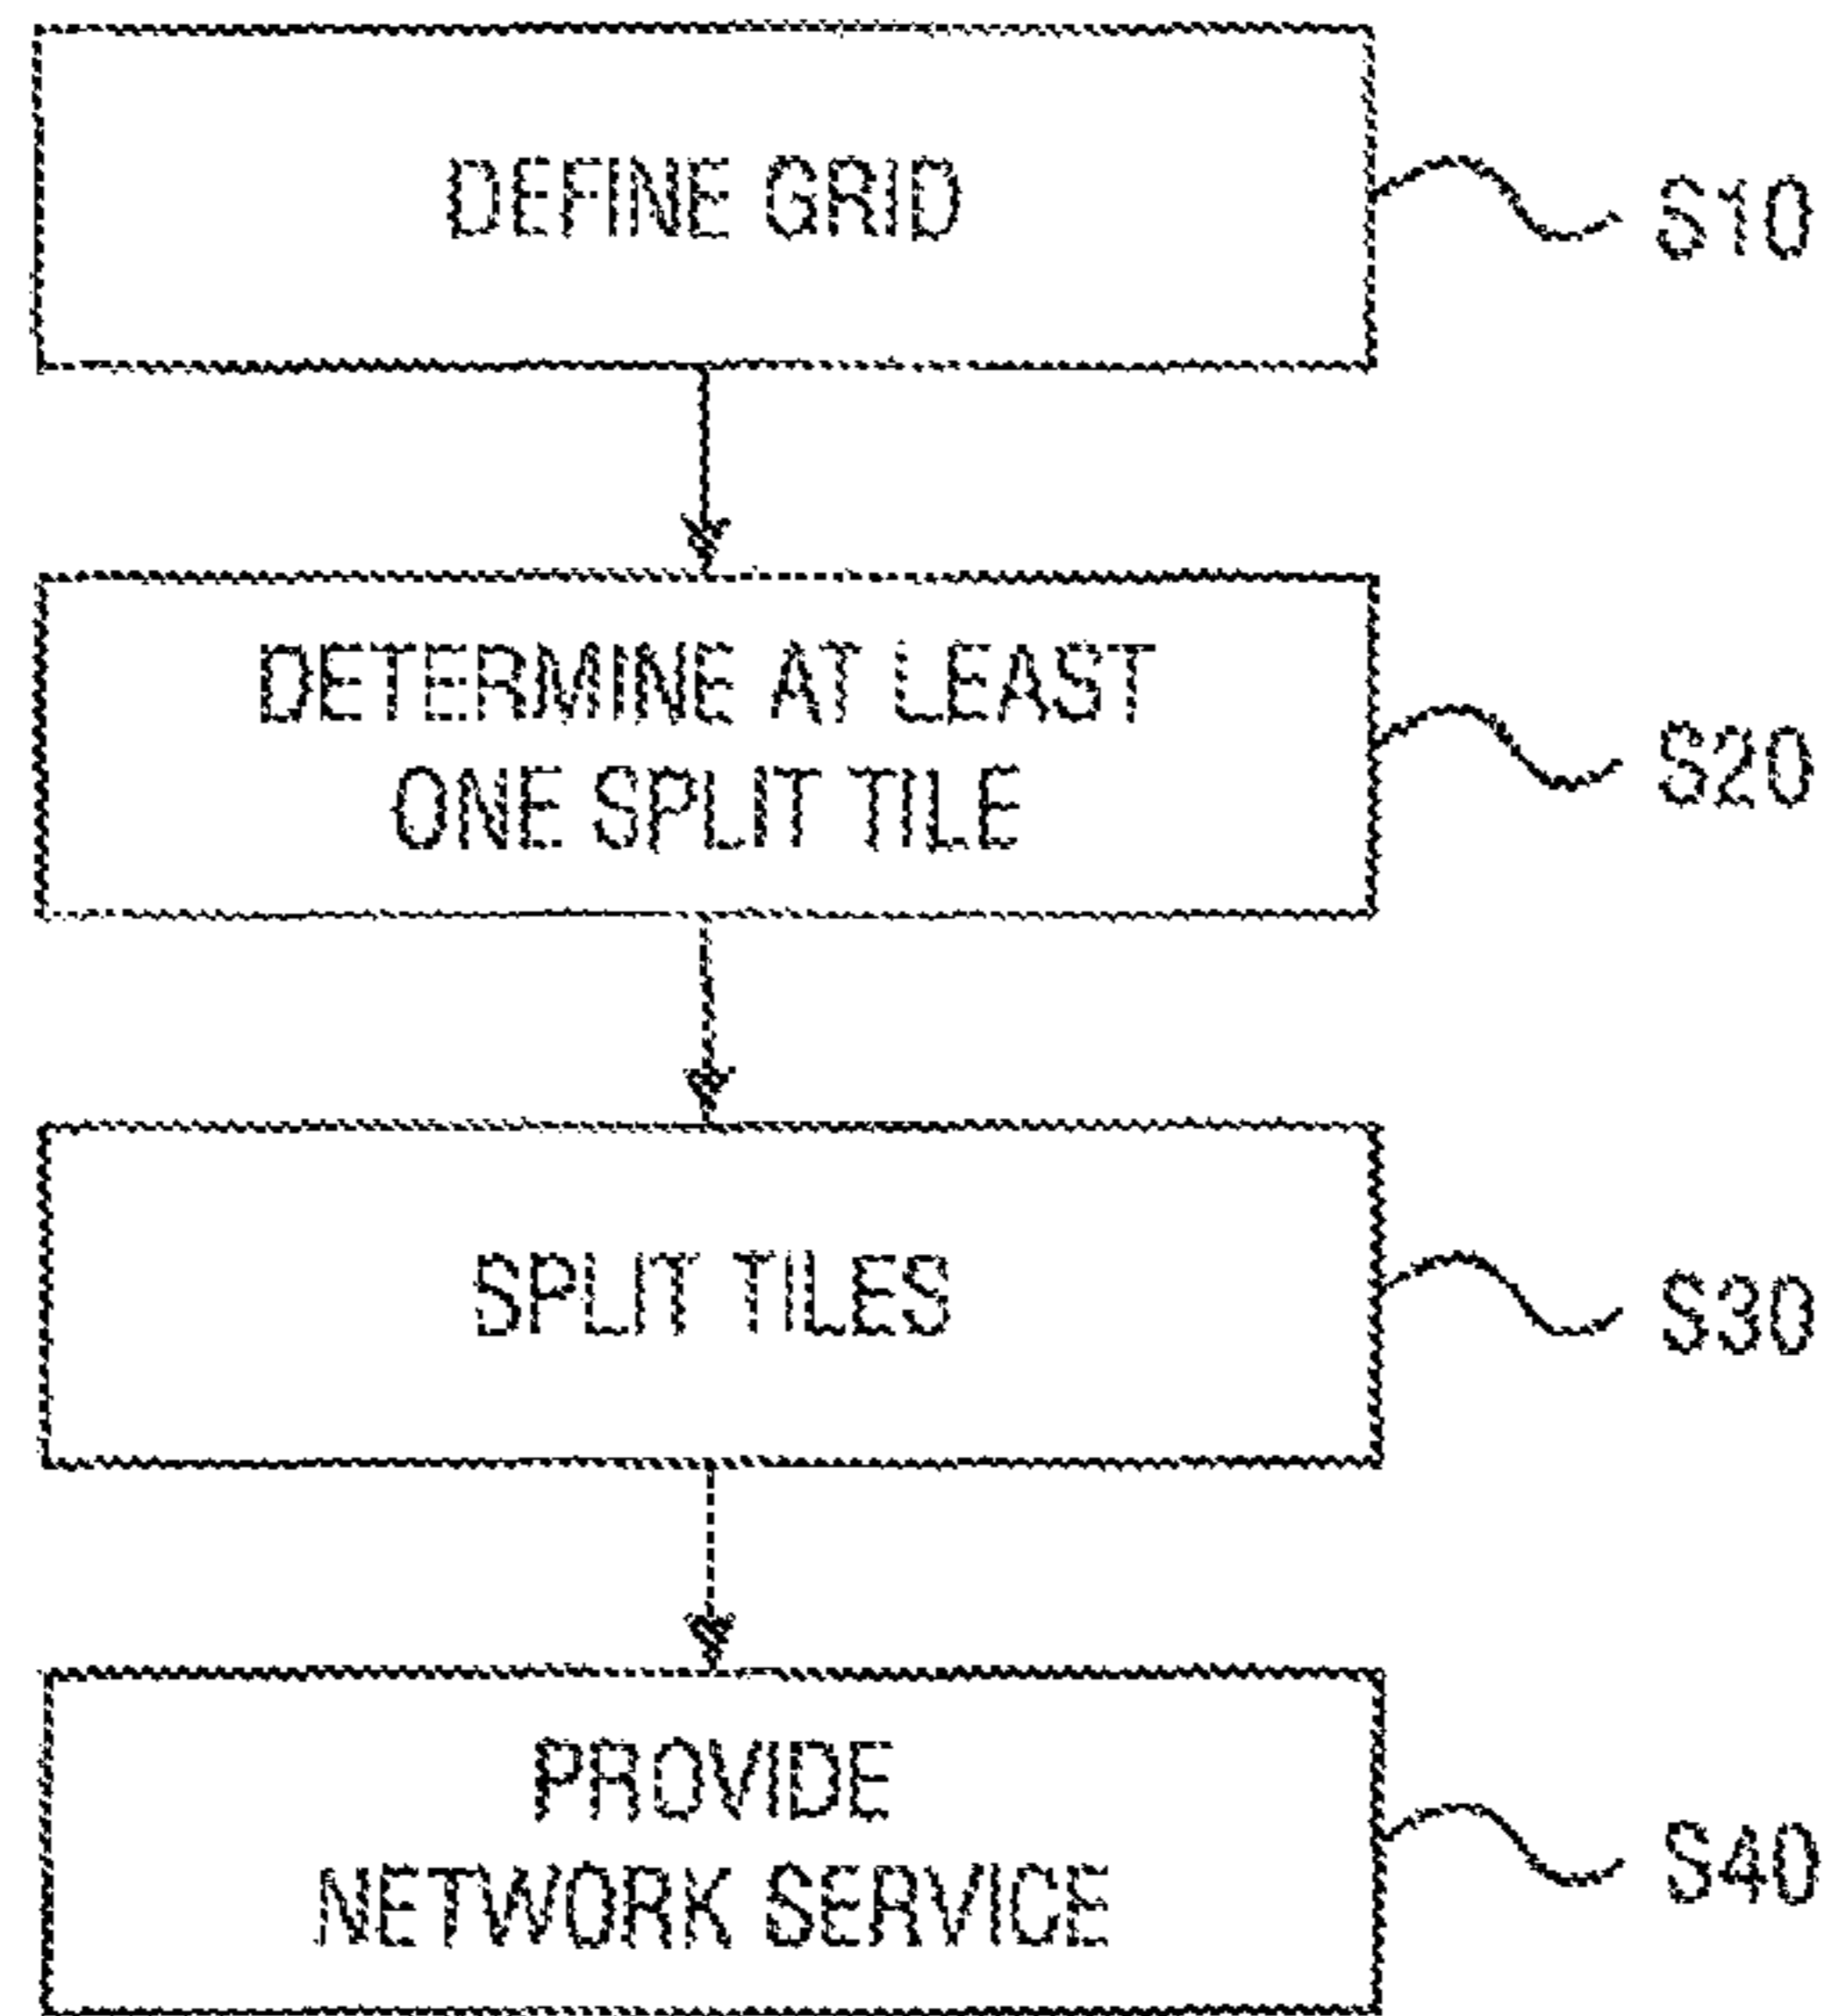 DEFINE GRID
S10
DETERMINE AT LEAST
ONE SPLIT TILE
S20
SPLIT TILES
S30
PROVIDE
NETWORK SERVICE
S40